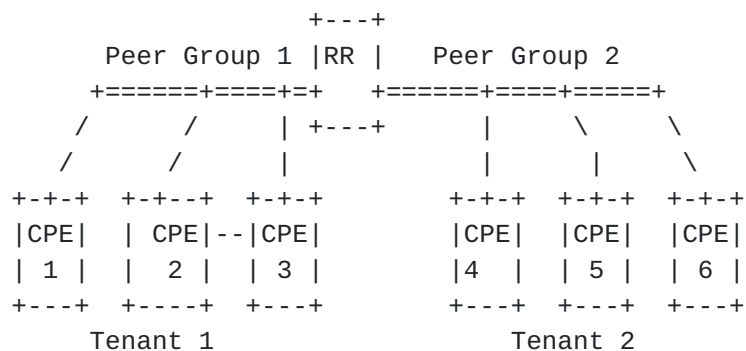 +---+
Peer Group 1 |RR | Peer Group 2
+======+====+=+ +======+====+=====+
/ / | +---+ | \ \
/ / | | | \
+-+-+ +-+--+ +-+-+ +-+-+ +-+-+ +-+-+
|CPE| | CPE|--|CPE| |CPE| |CPE| |CPE|
| 1 | | 2 | | 3 | |4 | | 5 | | 6 |
+---+ +----+ +---+ +---+ +---+ +---+
Tenant 1 Tenant 2